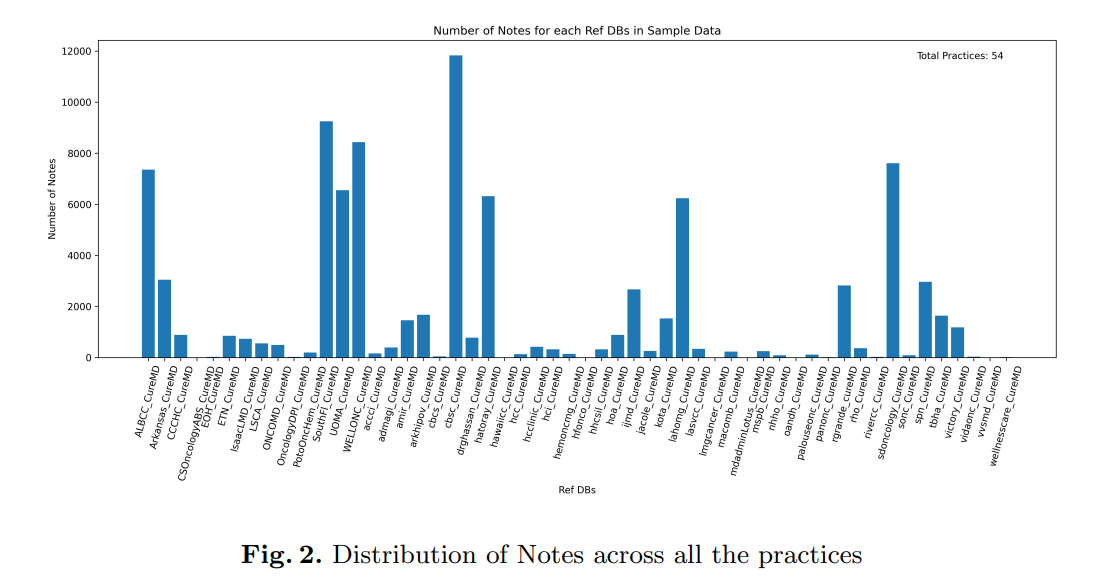 Number of Notes for each Ref DBs in Sample Data
Total Practices: 54
12000
10000
8000
6000
4000
2000
0
Number of Notes
ALBCC_CureMD
Arkansas_CureMD
CCCHC_CureMD
CSOncologyABS_CureMD
EOH_CureMD
ETN_CureMD
IsaacLMD_CureMD
LSCA_CureMD
ONCOMD_CureMD
OncologyDPI_CureMD
PotoOncHem_CureMD
SouthFl_CureMD
UOMA_CureMD
WELLONC_CureMD
accci_CureMD
admagi_CureMD
amir_CureMD
arkhipov_CureMD
cbcs_CureMD
cbsc_CureMD
drghassan_CureMD
hatoray_CureMD
hawaiicc_CureMD
hcc_CureMD
hcclinic_CureMD
hci_CureMD
hemoncmg_CureMD
hfonco_CureMD
hhcsil_CureMD
hoa_CureMD
ijmd_CureMD
jacole_CureMD
kota_CureMD
lahomg_CureMD
lasvcc_CureMD
lmgcancer_CureMD
macomb_CureMD
mdadminLotus_CureMD
mspb_CureMD
nho_CureMD
oandh_CureMD
palouseonc_CureMD
panonc_CureMD
rgrande_CureMD
rho_CureMD
rivercc_CureMD
sdoncology_CureMD
sonc_CureMD
spn_CureMD
tbha_CureMD
victory_CureMD
vidaonc_CureMD
vvsmd_CureMD
wellnesscare_CureMD
Ref DBs
Fig. 2. Distribution of Notes across all the practices